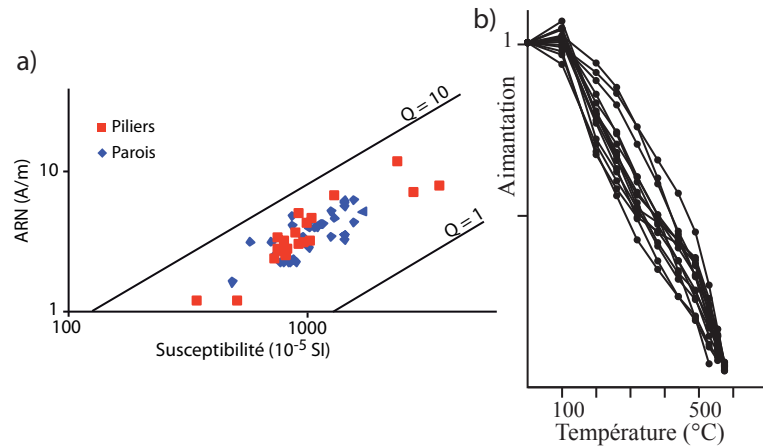 a)
Piliers
Parois
Q = 10
Q = 1
ARN (A/m)
10
1
100
1000
Susceptibilité (10⁻⁵ SI)
b)
1
Aimantation
100
500
Température (°C)